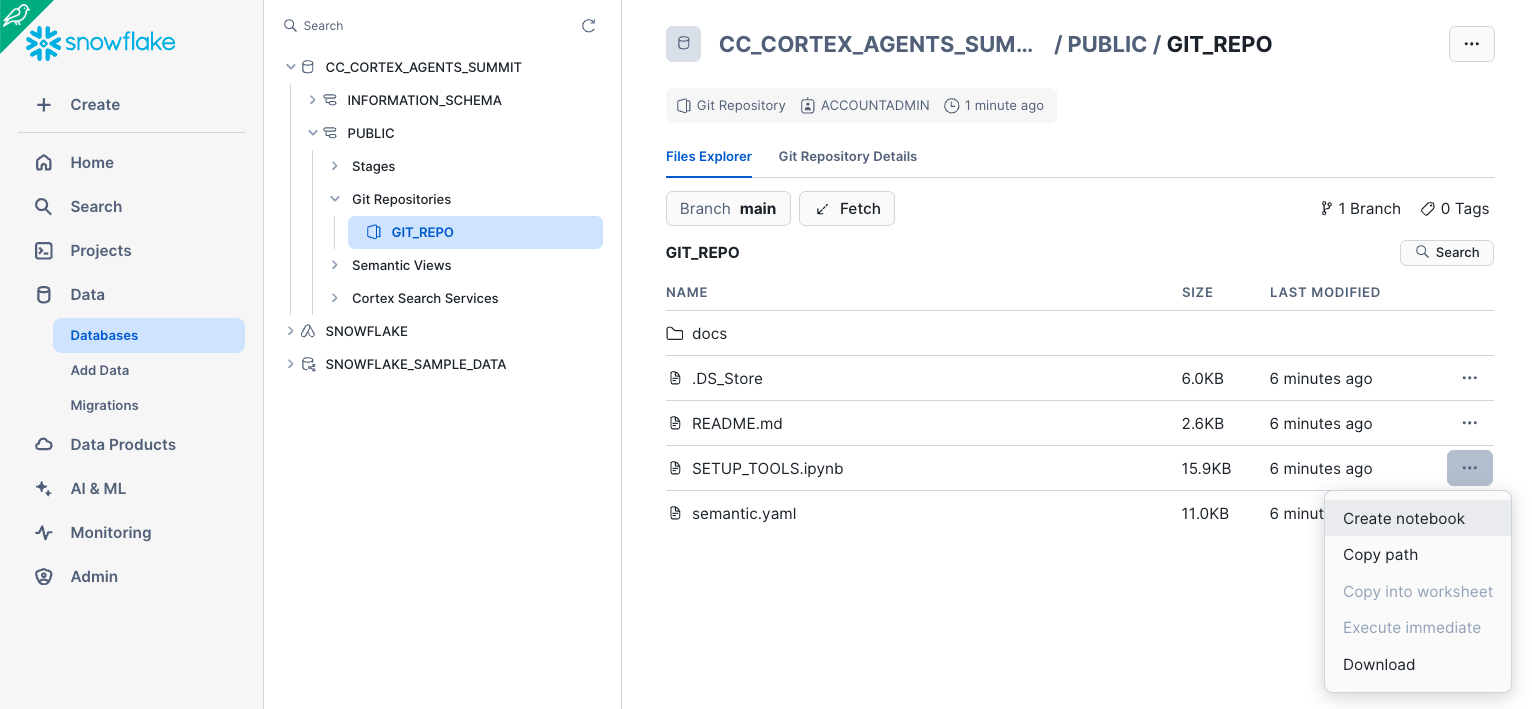 snowflake
Create
Home
Search
Projects
Data
Databases
Add Data
Migrations
Data Products
AI & ML
Monitoring
Admin
Search
CC_CORTEX_AGENTS_SUMMIT
INFORMATION_SCHEMA
PUBLIC
Stages
Git Repositories
GIT_REPO
Semantic Views
Cortex Search Services
SNOWFLAKE
SNOWFLAKE_SAMPLE_DATA
CC_CORTEX_AGENTS_SUM... / PUBLIC / GIT_REPO
...
Git Repository ACCOUNTADMIN 1 minute ago
Files Explorer Git Repository Details
Branch main Fetch 1 Branch 0 Tags
GIT_REPO Search
NAME SIZE LAST MODIFIED
docs
.DS_Store 6.0KB 6 minutes ago ...
README.md 2.6KB 6 minutes ago ...
SETUP_TOOLS.ipynb 15.9KB 6 minutes ago ...
semantic.yaml 11.0KB 6 minut
Create notebook
Copy path
Copy into worksheet
Execute immediate
Download